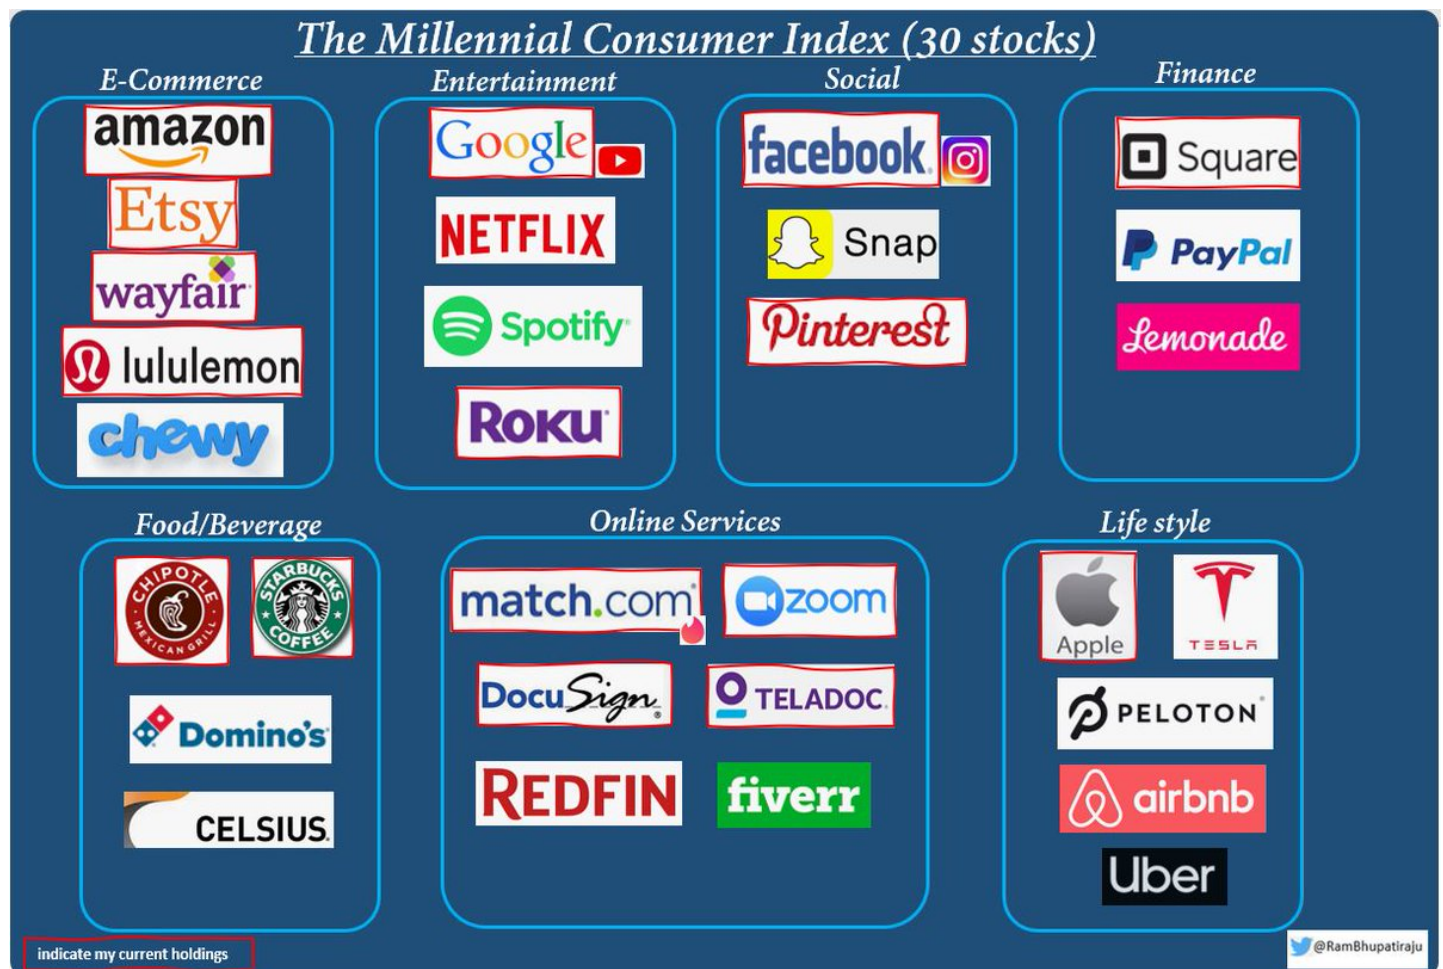 The Millennial Consumer Index (30 stocks)
E-Commerce
amazon
Etsy
wayfair
lululemon
chewy
Entertainment
Google
NETFLIX
Spotify
ROKU
Social
facebook
Snap
Pinterest
Finance
Square
PayPal
Lemonade
Food/Beverage
CHIPOTLE
MEXICAN GRILL
STARBUCKS
COFFEE
Domino's
CELSIUS
Online Services
match.com
zoom
DocuSign
TELADOC
REDFIN
fiverr
Life style
Apple
TESLA
PELOTON
airbnb
Uber
indicate my current holdings
@RamBhupatiraju